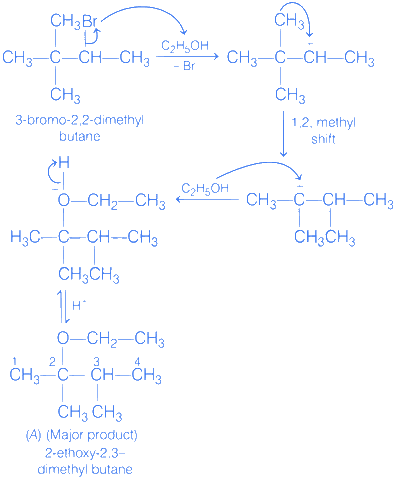 CH₃Br
CH₃—C—CH—CH₃
CH₃
3-bromo-2,2-dimethyl
butane
C₂H₅OH
– Br
CH₃
CH₃—C—CH—CH₃
CH₃
1,2, methyl
shift
CH₃—C—CH—CH₃
CH₃CH₃
C₂H₅OH
H
O—CH₂—CH₃
H₃C—C—CH—CH₃
CH₃CH₃
H⁺
O—CH₂—CH₃
1 2 3 4
CH₃—C—CH—CH₃
CH₃ CH₃
(A) (Major product)
2-ethoxy-2,3–
dimethyl butane